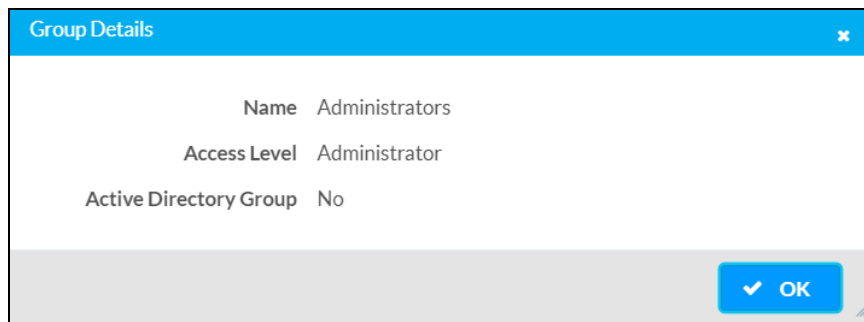 Group Details
Name Administrators
Access Level Administrator
Active Directory Group No
OK